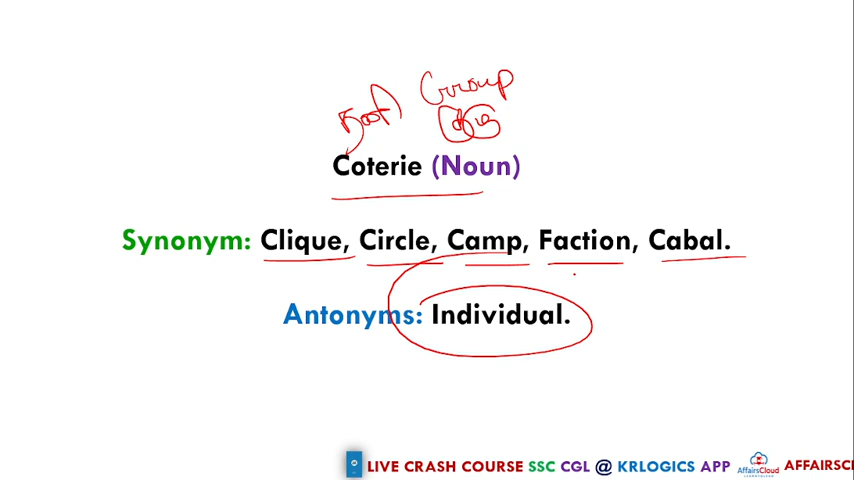 Group
Coterie (Noun)
Synonym: Clique, Circle, Camp, Faction, Cabal.
Antonyms: Individual.
LIVE CRASH COURSE SSC CGL @ KRLOGICS APP AffairsCloud AFFAIRSCL